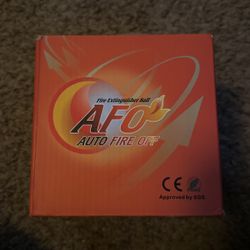 Fire Extinguisher Ball
AFO
AUTO FIRE OFF
CE
Approved by SGS